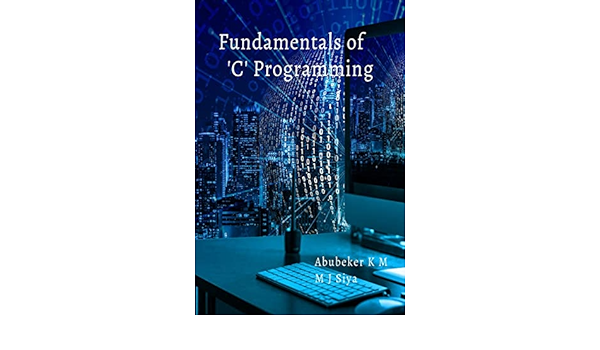 Fundamentals of
'C' Programming
Abubeker K M
M J Siya